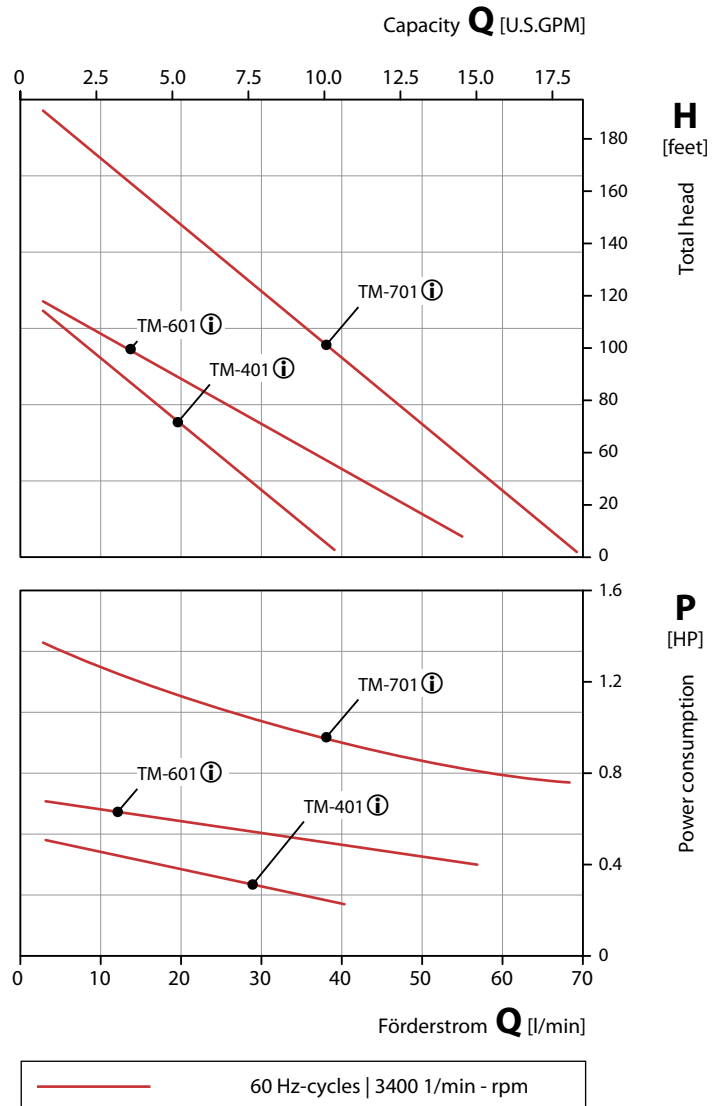 Capacity Q [U.S.GPM]
0 2.5 5.0 7.5 10.0 12.5 15.0 17.5
H
[feet]
Total head
180
160
140
120
100
80
60
20
0
TM-701 i
TM-601 i
TM-401 i
1.6
P
[HP]
Power consumption
1.2
0.8
0.4
0
TM-701 i
TM-601 i
TM-401 i
0 10 20 30 40 50 60 70
Förderstrom Q [l/min]
60 Hz-cycles | 3400 1/min - rpm